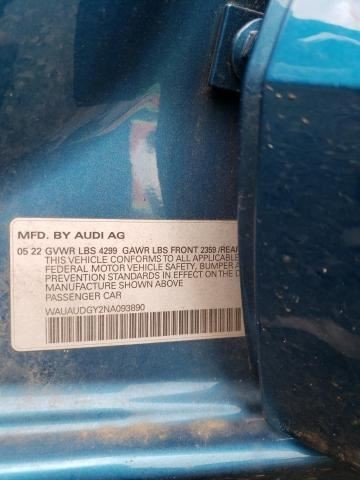 MFD. BY AUDI AG
05 22 GVWR LBS 4299 GAWR LBS FRONT 2359 /REAR
THIS VEHICLE CONFORMS TO ALL
FEDERAL MOTOR VEHICLE SAFETY, BUMPER A
PREVENTION STANDARDS IN EFFECT ON THE D
MANUFACTURE SHOWN ABOVE
PASSENGER CAR
WAUAUDGY2NA093890